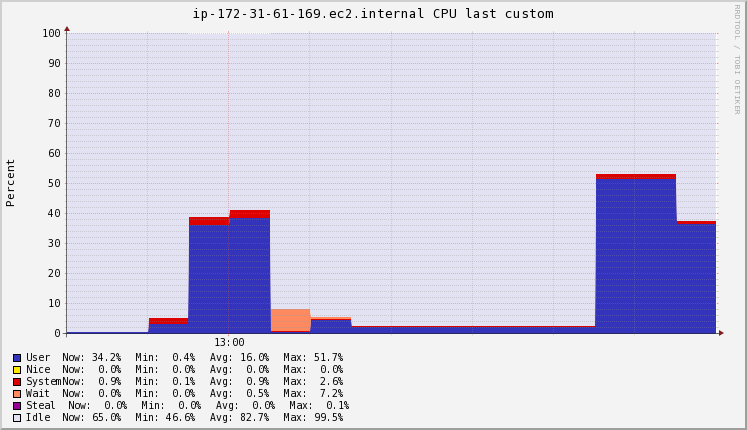 ip-172-31-61-169.ec2.internal CPU last custom
RRDTOOL / TOBI OETIKER
Percent
100
90
80
70
60
50
40
30
20
10
0
13:00
User Now: 34.2% Min: 0.4% Avg: 16.0% Max: 51.7%
Nice Now: 0.0% Min: 0.0% Avg: 0.0% Max: 0.0%
System Now: 0.9% Min: 0.1% Avg: 0.9% Max: 2.6%
Wait Now: 0.0% Min: 0.0% Avg: 0.5% Max: 7.2%
Steal Now: 0.0% Min: 0.0% Avg: 0.0% Max: 0.1%
Idle Now: 65.0% Min: 46.6% Avg: 82.7% Max: 99.5%